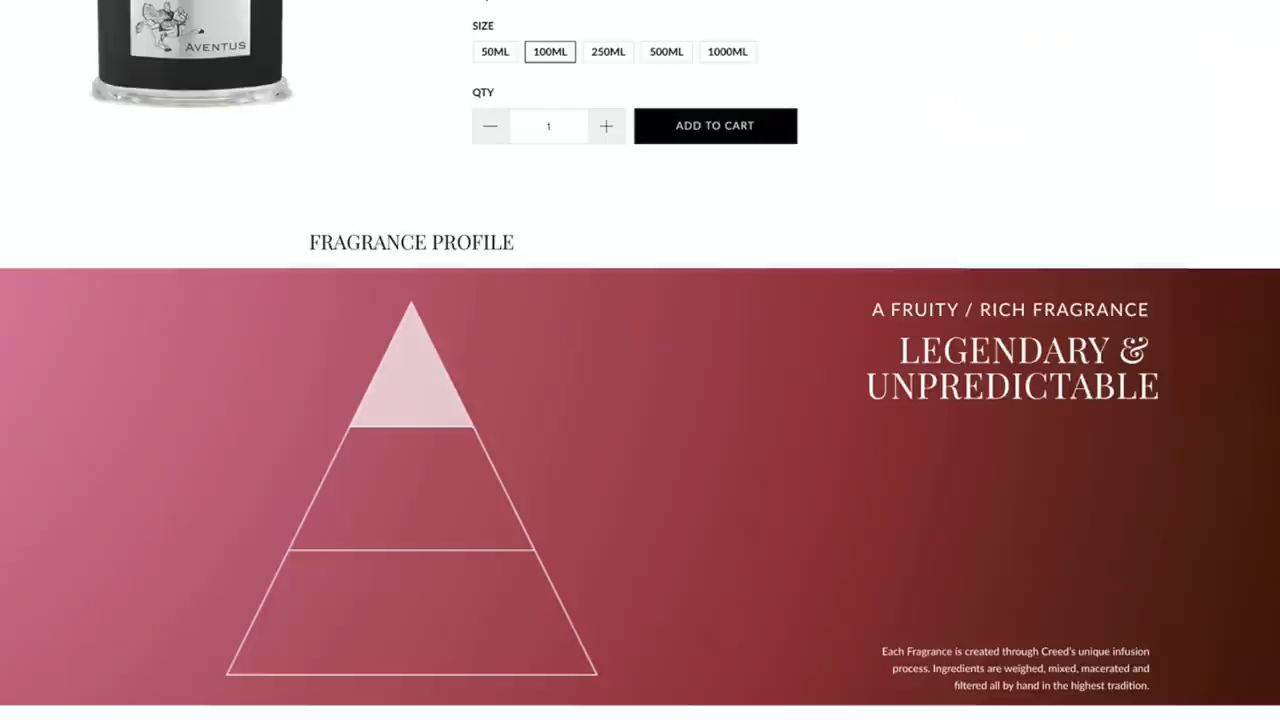 AVENTUS
SIZE
50ML 100ML 250ML 500ML 1000ML
QTY
— 1 + ADD TO CART
FRAGRANCE PROFILE
A FRUITY / RICH FRAGRANCE
LEGENDARY &
UNPREDICTABLE
Each Fragrance is created through Creed's unique infusion
process. Ingredients are weighed, mixed, macerated and
filtered all by hand in the highest tradition.